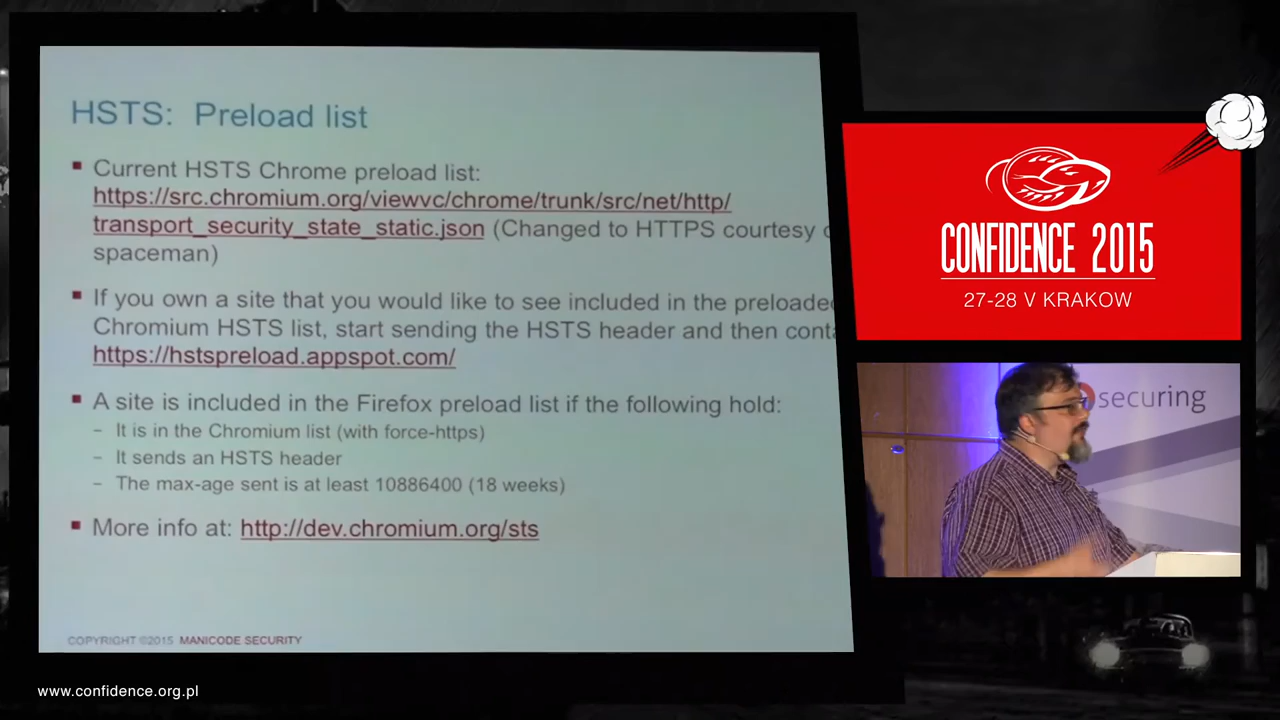 HSTS: Preload list
Current HSTS Chrome preload list:
https://src.chromium.org/viewvc/chrome/trunk/src/net/http/
transport_security_state_static.json (Changed to HTTPS courtesy
spaceman)
If you own a site that you would like to see included in the preloaded
Chromium HSTS list, start sending the HSTS header and then
https://hstspreload.appspot.com/
A site is included in the Firefox preload list if the following hold:
– It is in the Chromium list (with force-https)
– It sends an HSTS header
– The max-age sent is at least 10886400 (18 weeks)
More info at: http://dev.chromium.org/sts
COPYRIGHT ©2015 MANICODE SECURITY
CONFIDENCE 2015
27-28 V KRAKOW
securing
www.confidence.org.pl